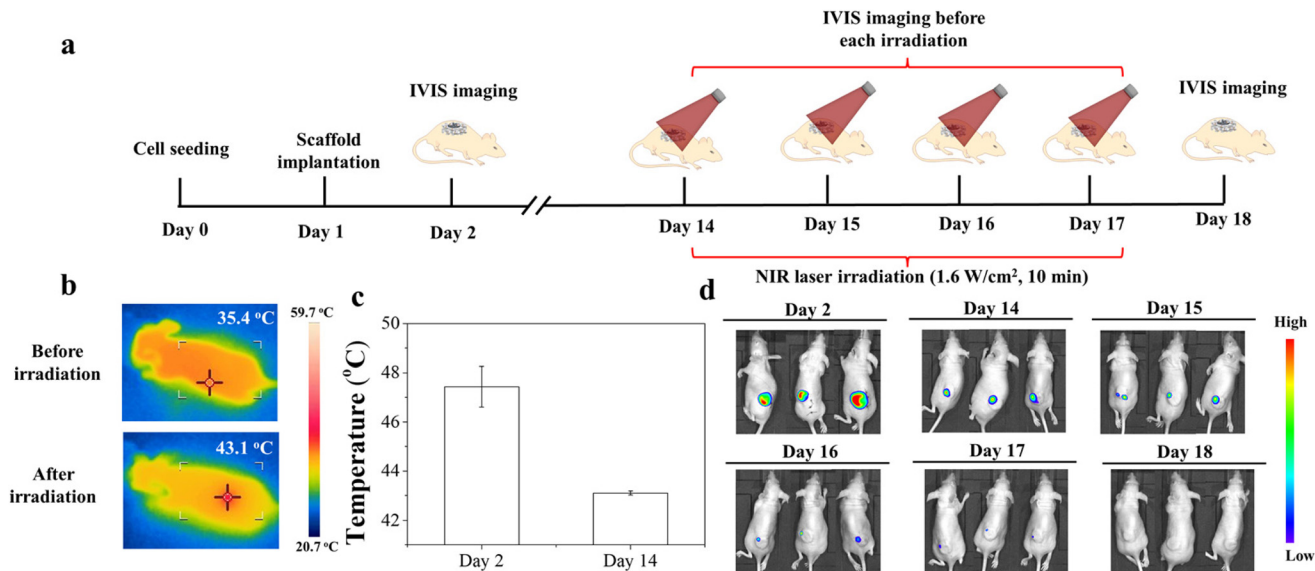 a
IVIS imaging before
each irradiation
IVIS imaging
IVIS imaging
Cell seeding
Scaffold
implantation
Day 0
Day 1
Day 2
Day 14
Day 15
Day 16
Day 17
Day 18
NIR laser irradiation (1.6 W/cm², 10 min)
b
Before
irradiation
35.4 °C
After
irradiation
43.1 °C
59.7 °C
20.7 °C
c
Temperature (°C)
50
48
46
44
42
Day 2
Day 14
d
Day 2
Day 14
Day 15
Day 16
Day 17
Day 18
High
Low